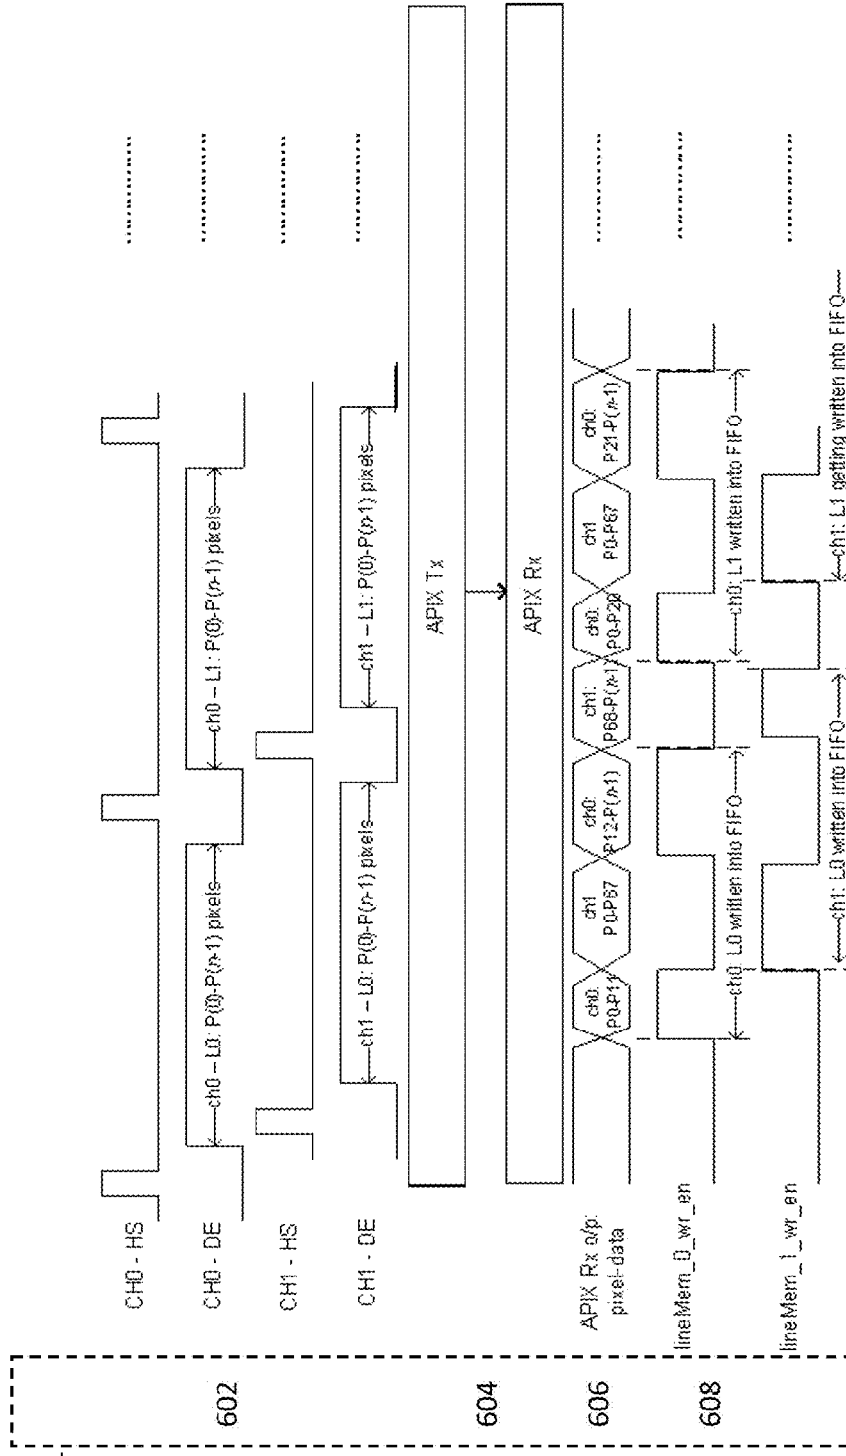 602
CH0 - HS
CH0 - DE
ch0 – L0: P(0)-P(n-1) pixels
ch0 – L1: P(0)-P(n-1) pixels
CH1 - HS
CH1 - DE
ch1 – L0: P(0)-P(n-1) pixels
ch1 – L1: P(0)-P(n-1) pixels
604
APIX Tx
APIX Rx
606
APIX Rx o/p:
pixel-data
ch0:
P0-P11
ch1
P0-P67
ch0:
P12-P(n-1)
ch1:
P68-P(n-1)
ch0:
P0-P20
ch1
P0-P67
ch0:
P21-P(n-1)
608
lineMem_0_wr_en
ch0: L0 written into FIFO
ch0: L1 written into FIFO
lineMem_1_wr_en
ch1: L0 written into FIFO
ch1: L1 getting written into FIFO